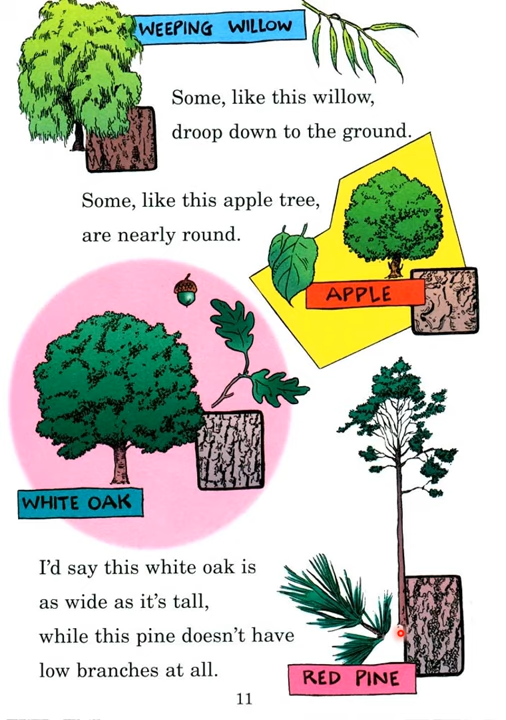 WEEPING WILLOW
Some, like this willow,
droop down to the ground.
Some, like this apple tree,
are nearly round.
APPLE
WHITE OAK
I'd say this white oak is
as wide as it's tall,
while this pine doesn't have
low branches at all.
RED PINE
11